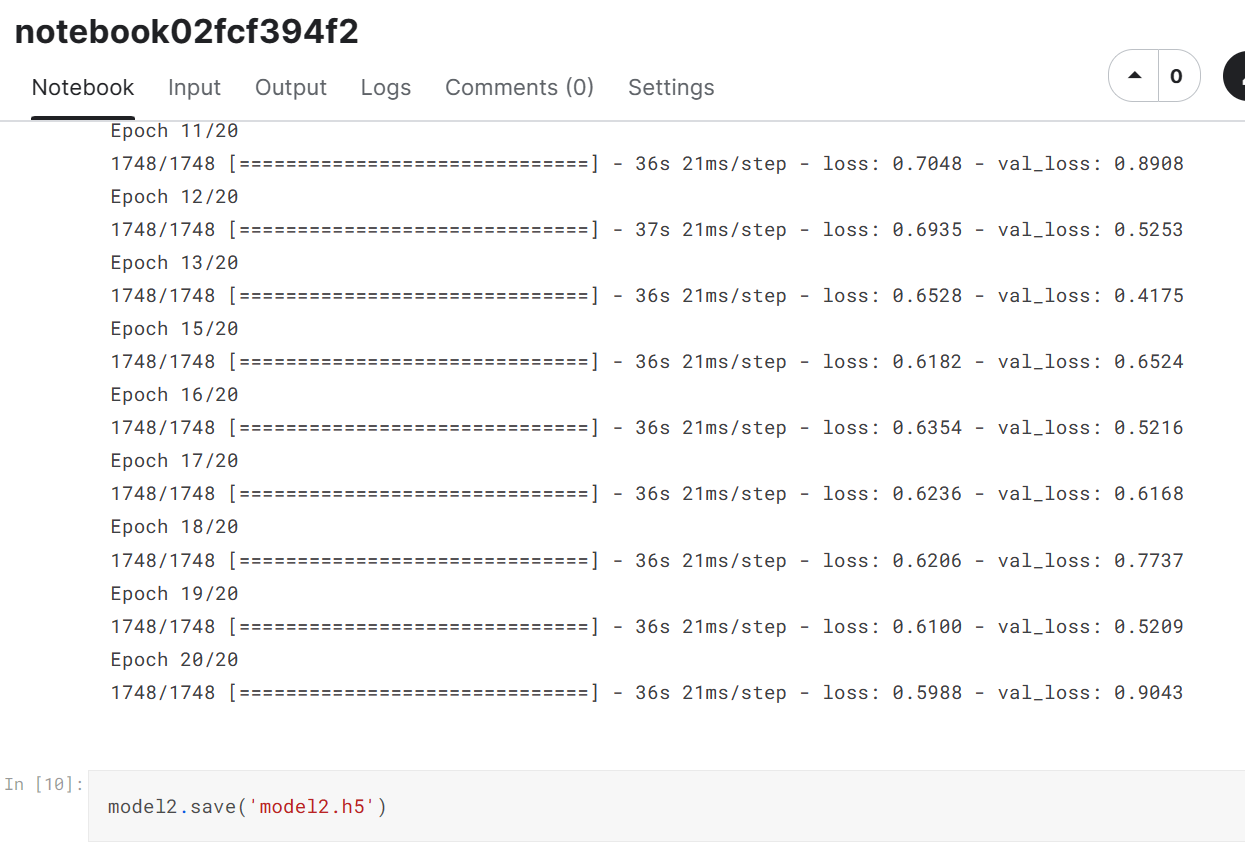 notebook02fcf394f2
Notebook Input Output Logs Comments (0) Settings
0
Epoch 11/20
1748/1748 [==============================] - 36s 21ms/step - loss: 0.7048 - val_loss: 0.8908
Epoch 12/20
1748/1748 [==============================] - 37s 21ms/step - loss: 0.6935 - val_loss: 0.5253
Epoch 13/20
1748/1748 [==============================] - 36s 21ms/step - loss: 0.6528 - val_loss: 0.4175
Epoch 15/20
1748/1748 [==============================] - 36s 21ms/step - loss: 0.6182 - val_loss: 0.6524
Epoch 16/20
1748/1748 [==============================] - 36s 21ms/step - loss: 0.6354 - val_loss: 0.5216
Epoch 17/20
1748/1748 [==============================] - 36s 21ms/step - loss: 0.6236 - val_loss: 0.6168
Epoch 18/20
1748/1748 [==============================] - 36s 21ms/step - loss: 0.6206 - val_loss: 0.7737
Epoch 19/20
1748/1748 [==============================] - 36s 21ms/step - loss: 0.6100 - val_loss: 0.5209
Epoch 20/20
1748/1748 [==============================] - 36s 21ms/step - loss: 0.5988 - val_loss: 0.9043
In [10]:
model2.save('model2.h5')